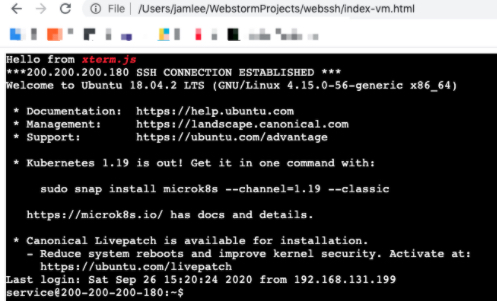 File | /Users/jamlee/WebstormProjects/webssh/index-vm.html
Hello from xterm.js
***200.200.200.180 SSH CONNECTION ESTABLISHED ***
Welcome to Ubuntu 18.04.2 LTS (GNU/Linux 4.15.0-56-generic x86_64)
* Documentation:  https://help.ubuntu.com
* Management:     https://landscape.canonical.com
* Support:        https://ubuntu.com/advantage
* Kubernetes 1.19 is out! Get it in one command with:
sudo snap install microk8s --channel=1.19 --classic
https://microk8s.io/ has docs and details.
* Canonical Livepatch is available for installation.
- Reduce system reboots and improve kernel security. Activate at:
https://ubuntu.com/livepatch
Last login: Sat Sep 26 15:20:24 2020 from 192.168.131.199
service@200-200-200-180:~$